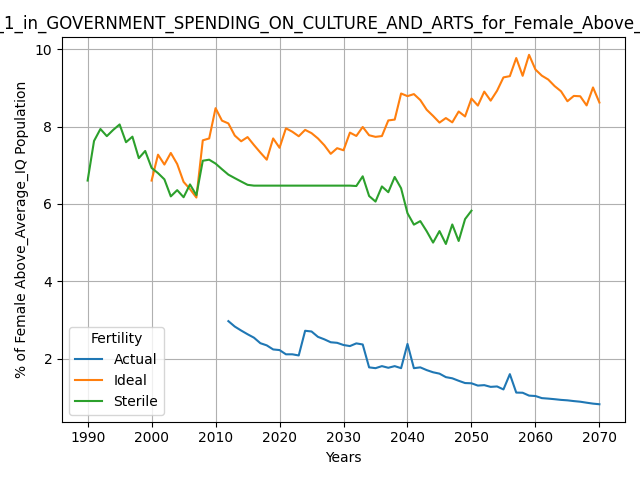 _1_in_GOVERNMENT_SPENDING_ON_CULTURE_AND_ARTS_for_Female_Above_
% of Female Above_Average_IQ Population
10
8
6
4
2
Fertility
Actual
Ideal
Sterile
1990 2000 2010 2020 2030 2040 2050 2060 2070
Years